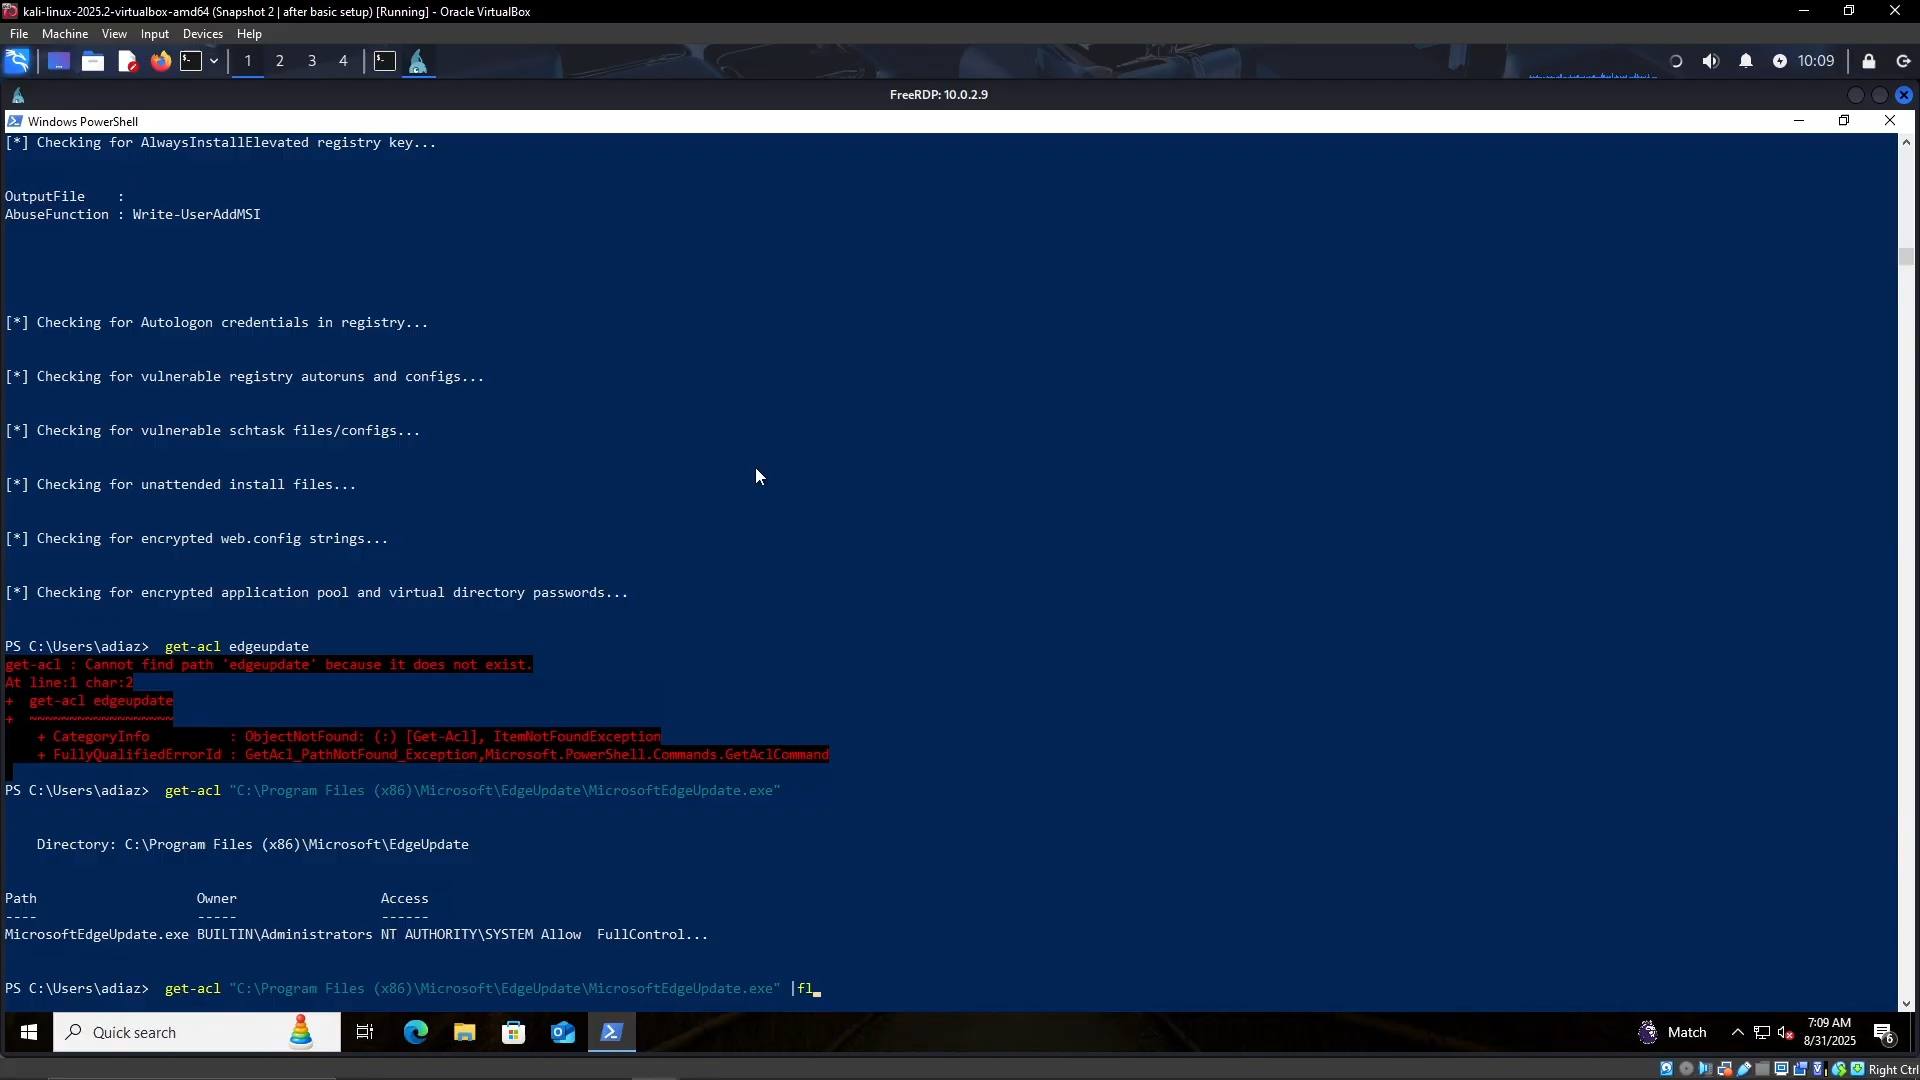 kali-linux-2025.2-virtualbox-amd64 (Snapshot 2 | after basic setup) [Running] - Oracle VirtualBox
File Machine View Input Devices Help
1 2 3 4 10:09
FreeRDP: 10.0.2.9
Windows PowerShell
[*] Checking for AlwaysInstallElevated registry key...
OutputFile    :
AbuseFunction : Write-UserAddMSI
[*] Checking for Autologon credentials in registry...
[*] Checking for vulnerable registry autoruns and configs...
[*] Checking for vulnerable schtask files/configs...
[*] Checking for unattended install files...
[*] Checking for encrypted web.config strings...
[*] Checking for encrypted application pool and virtual directory passwords...
PS C:\Users\adiaz>  get-acl edgeupdate
get-acl : Cannot find path 'edgeupdate' because it does not exist.
At line:1 char:2
+  get-acl edgeupdate
+  ~~~~~~~~~~~~~~~~~~
    + CategoryInfo          : ObjectNotFound: (:) [Get-Acl], ItemNotFoundException
    + FullyQualifiedErrorId : GetAcl_PathNotFound_Exception,Microsoft.PowerShell.Commands.GetAclCommand
PS C:\Users\adiaz>  get-acl "C:\Program Files (x86)\Microsoft\EdgeUpdate\MicrosoftEdgeUpdate.exe"
    Directory: C:\Program Files (x86)\Microsoft\EdgeUpdate
Path                    Owner                  Access
----                    -----                  ------
MicrosoftEdgeUpdate.exe BUILTIN\Administrators NT AUTHORITY\SYSTEM Allow  FullControl...
PS C:\Users\adiaz>  get-acl "C:\Program Files (x86)\Microsoft\EdgeUpdate\MicrosoftEdgeUpdate.exe" |fl_
Quick search Match 7:09 AM
8/31/2025 6
Right Ctrl